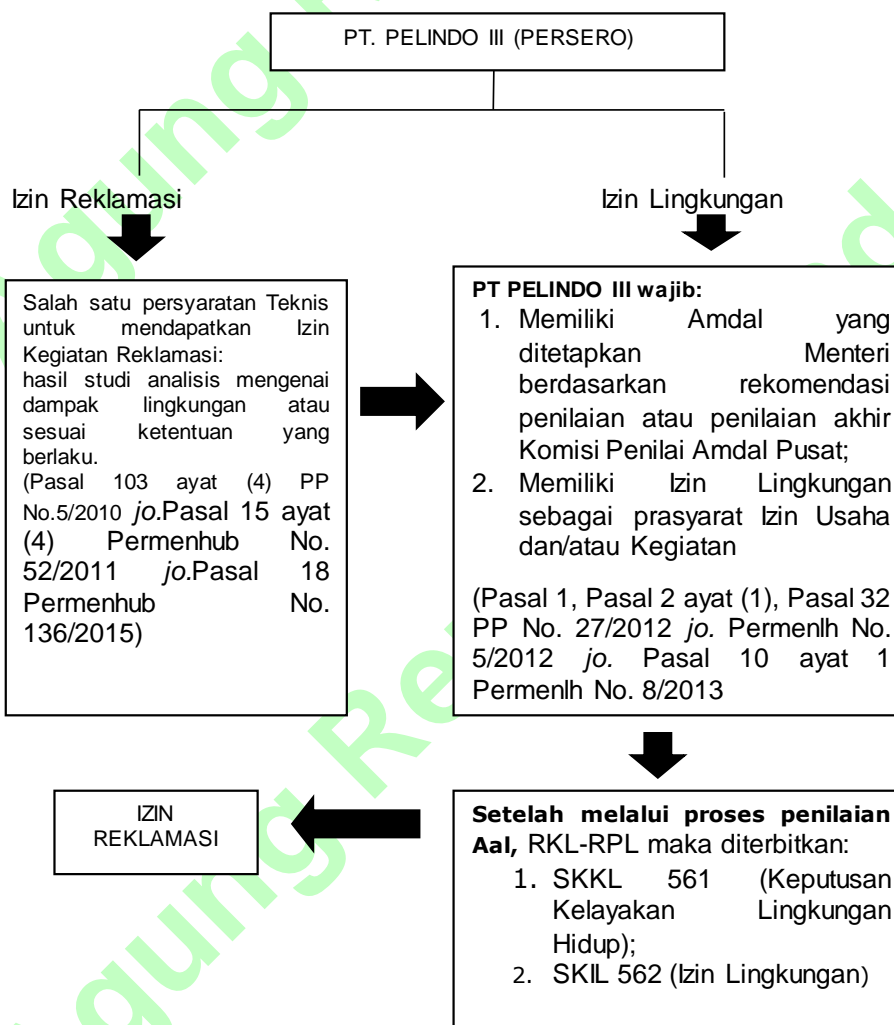 PT. PELINDO III (PERSERO)
Izin Reklamasi
Izin Lingkungan
Salah satu persyaratan Teknis
untuk mendapatkan Izin
Kegiatan Reklamasi:
hasil studi analisis mengenai
dampak lingkungan atau
sesuai ketentuan yang
berlaku.
(Pasal 103 ayat (4) PP
No.5/2010 jo.Pasal 15 ayat
(4) Permenhub No.
52/2011 jo.Pasal 18
Permenhub No.
136/2015)
PT PELINDO III wajib:
1. Memiliki Amdal yang
ditetapkan Menteri
berdasarkan rekomendasi
penilaian atau penilaian akhir
Komisi Penilai Amdal Pusat;
2. Memiliki Izin Lingkungan
sebagai prasyarat Izin Usaha
dan/atau Kegiatan
(Pasal 1, Pasal 2 ayat (1), Pasal 32
PP No. 27/2012 jo. Permenlh No.
5/2012 jo. Pasal 10 ayat 1
Permenlh No. 8/2013
Setelah melalui proses penilaian
Aal, RKL-RPL maka diterbitkan:
1. SKKL 561 (Keputusan
Kelayakan Lingkungan
Hidup);
2. SKIL 562 (Izin Lingkungan)
IZIN
REKLAMASI